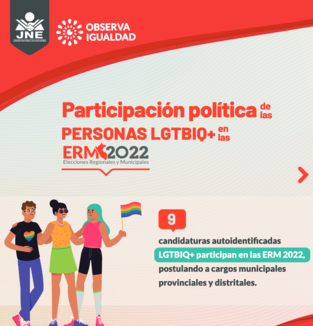 JNE
OBSERVA
IGUALDAD
Participación política de las
PERSONAS LGTBIQ+ en las
ERM2022
Elecciones Regionales y Municipales
9
candidaturas autoidentificadas
LGTBIQ+ participan en las ERM 2022,
postulando a cargos municipales
provinciales y distritales.